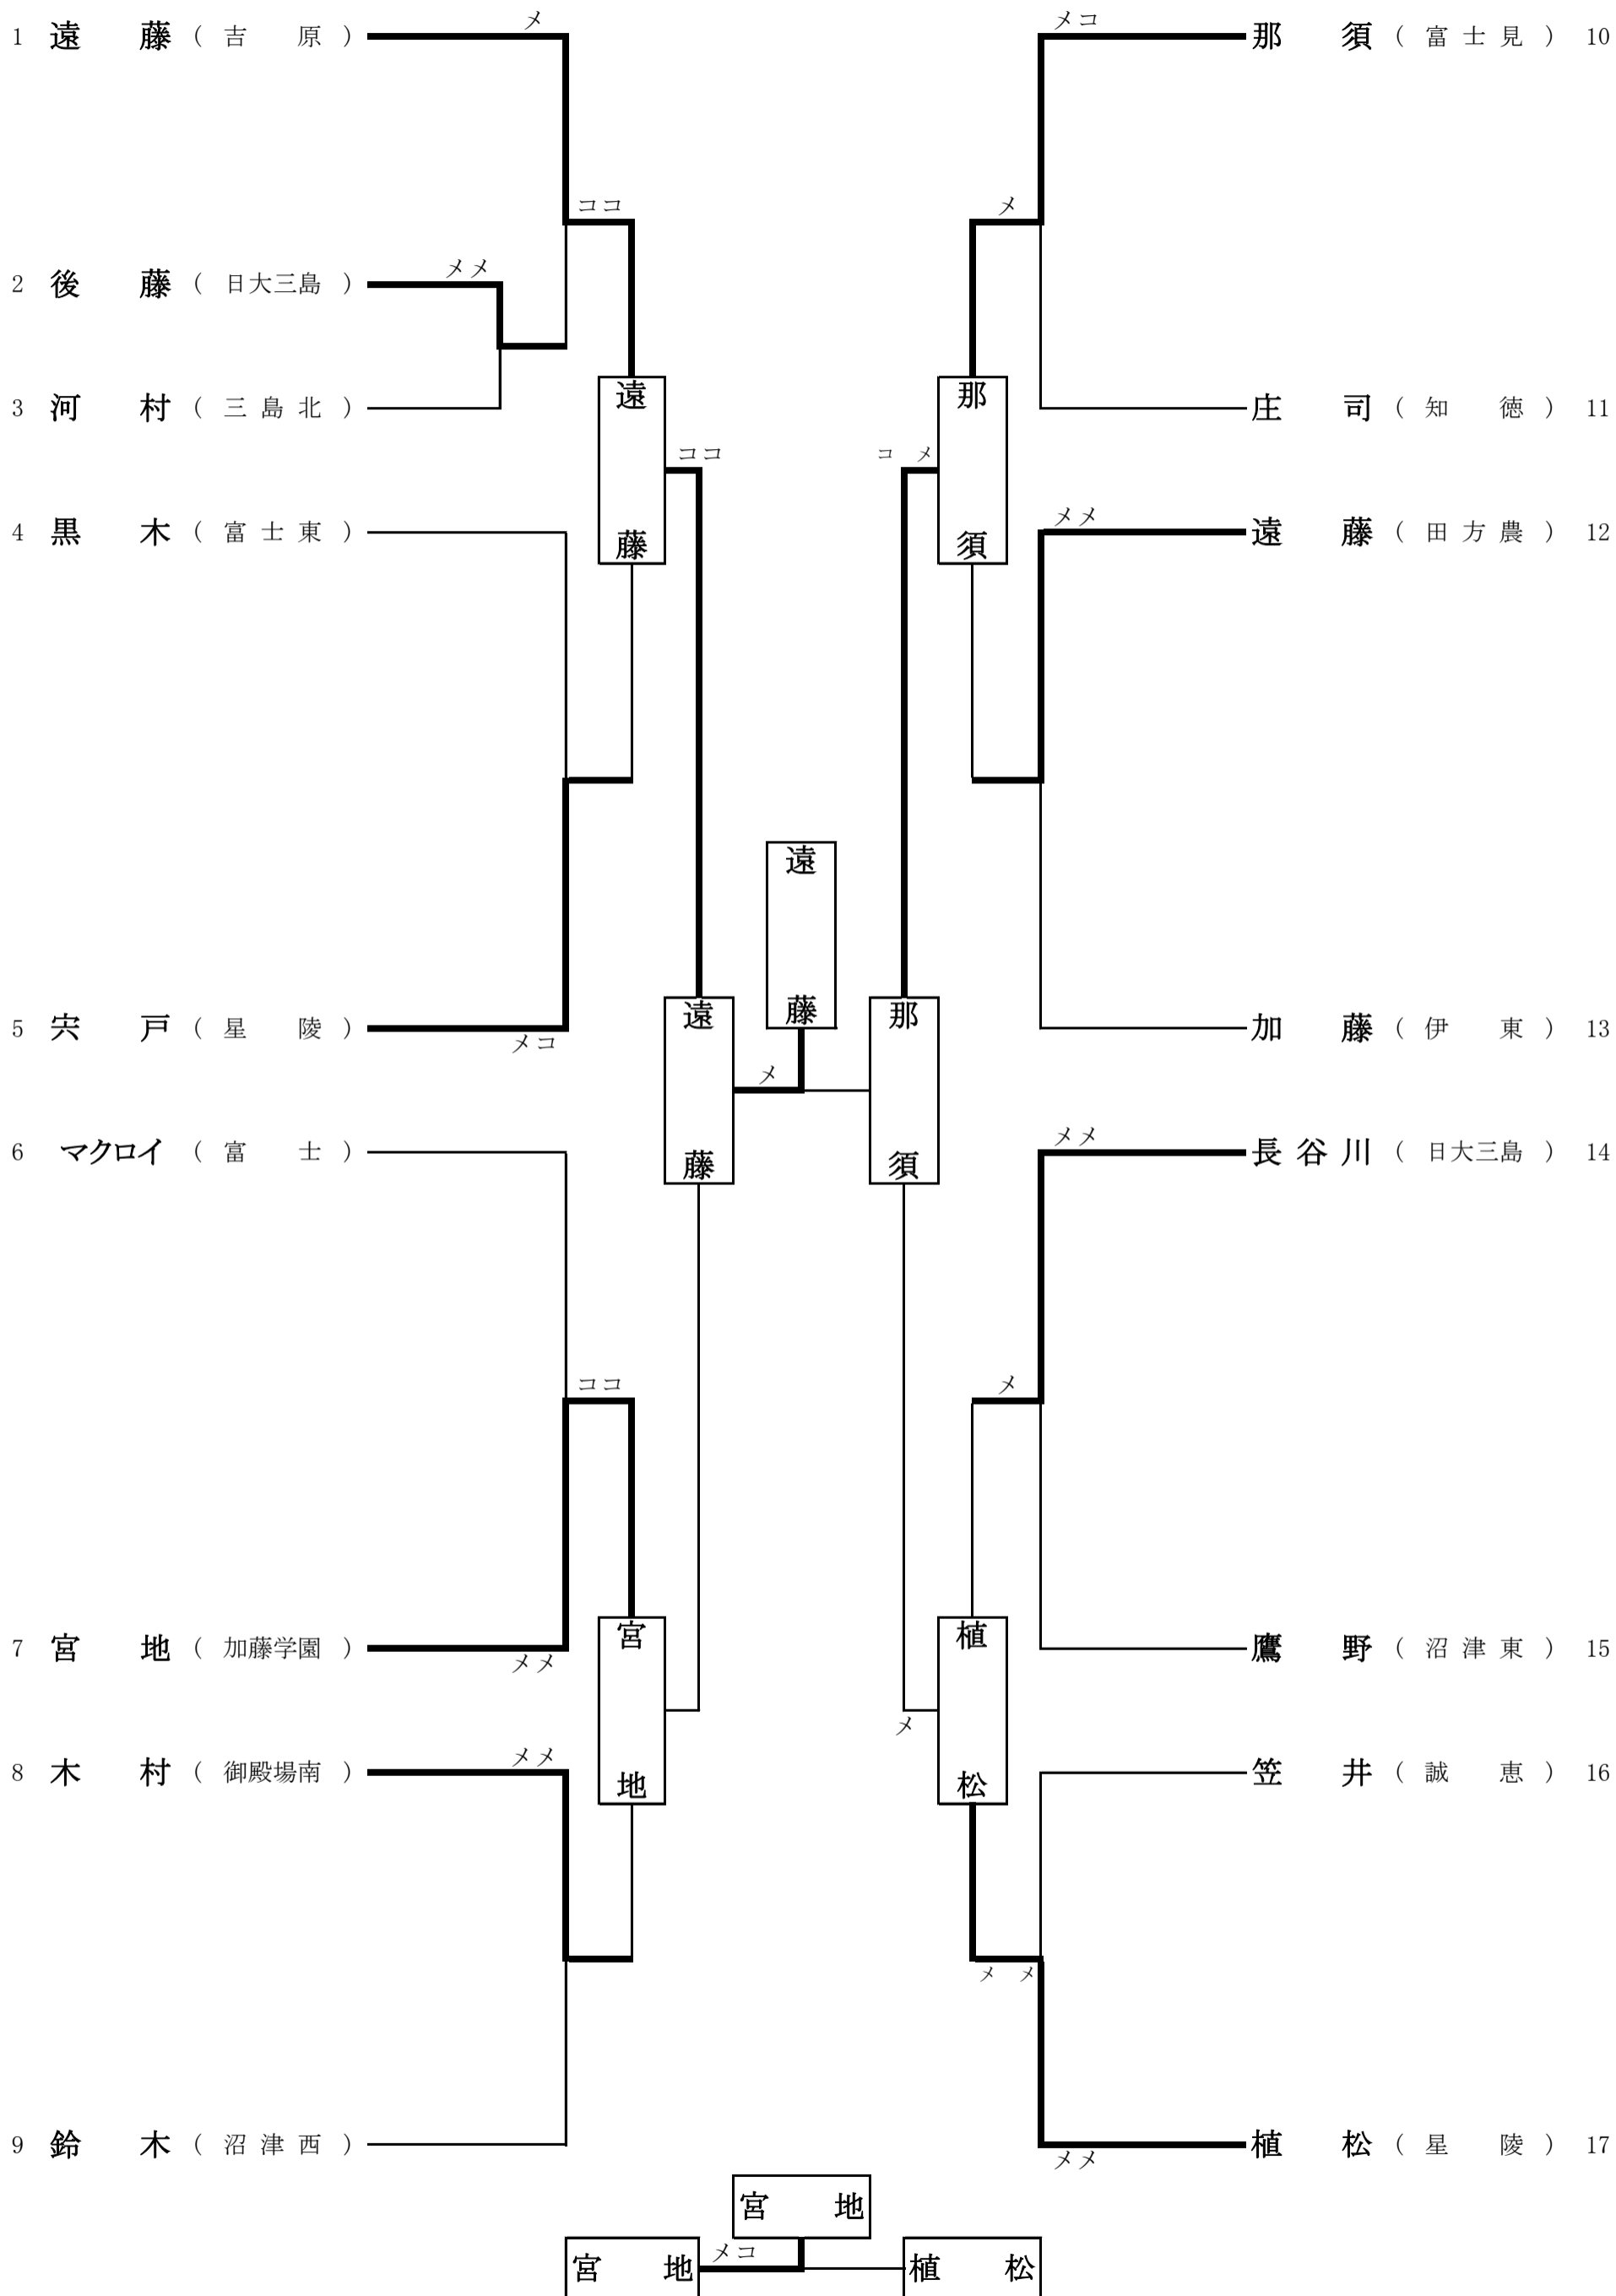 1 遠藤 (吉原) メ
メコ 那須 (富士見) 10
ココ
メ
2 後藤 (日大三島) メメ
3 河村 (三島北)
遠藤
那須
庄司 (知徳) 11
ココ
コ メ
4 黒木 (富士東)
メメ 遠藤 (田方農) 12
遠藤
5 宍戸 (星陵) メコ
遠藤
那須
加藤 (伊東) 13
メ
6 マクロイ (富士)
メメ 長谷川 (日大三島) 14
ココ
メ
7 宮地 (加藤学園) メメ
宮地
植松
鷹野 (沼津東) 15
メ
8 木村 (御殿場南) メメ
笠井 (誠恵) 16
メ メ
9 鈴木 (沼津西)
メメ 植松 (星陵) 17
宮地
宮地 メコ 植松